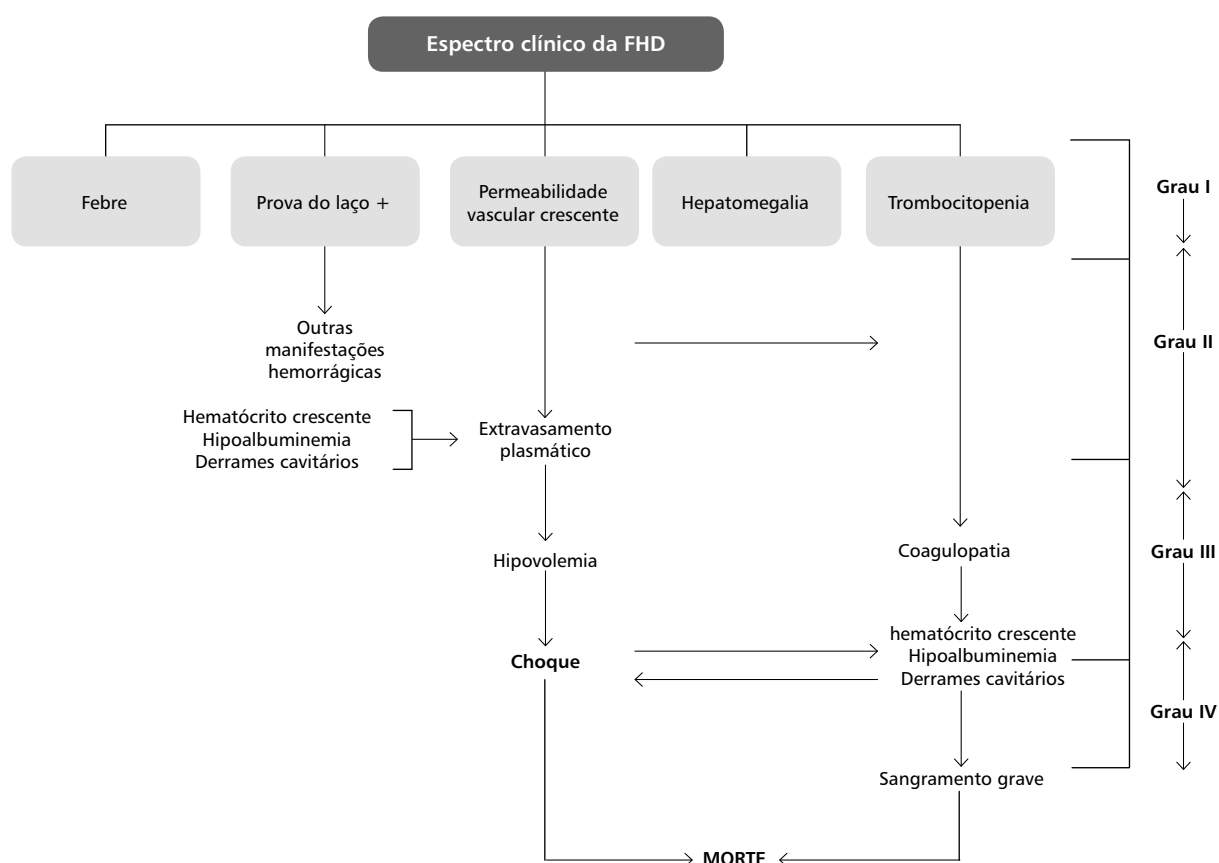 Espectro clínico da FHD
Febre
Prova do laço +
Permeabilidade
vascular crescente
Hepatomegalia
Trombocitopenia
Grau I
Outras
manifestações
hemorrágicas
Grau II
Hematócrito crescente
Hipoalbuminemia
Derrames cavitários
Extravasamento
plasmático
Hipovolemia
Coagulopatia
Grau III
Choque
hematócrito crescente
Hipoalbuminemia
Derrames cavitários
Grau IV
Sangramento grave
MORTE